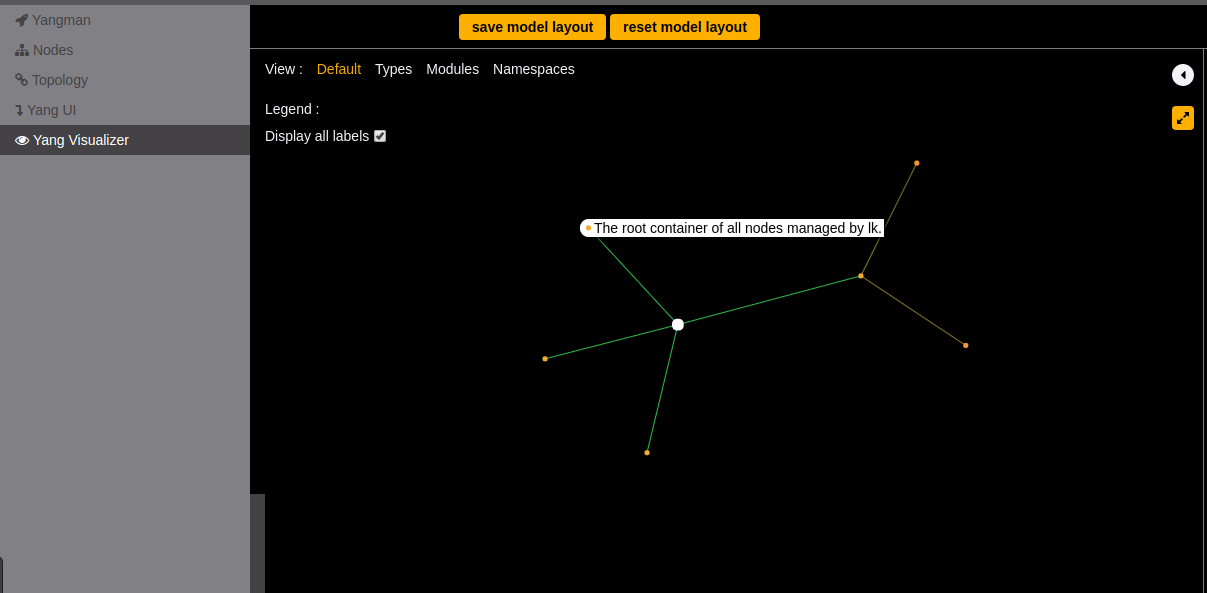 Yangman
Nodes
Topology
Yang UI
Yang Visualizer
save model layout reset model layout
View : Default Types Modules Namespaces
Legend :
Display all labels
The root container of all nodes managed by lk.